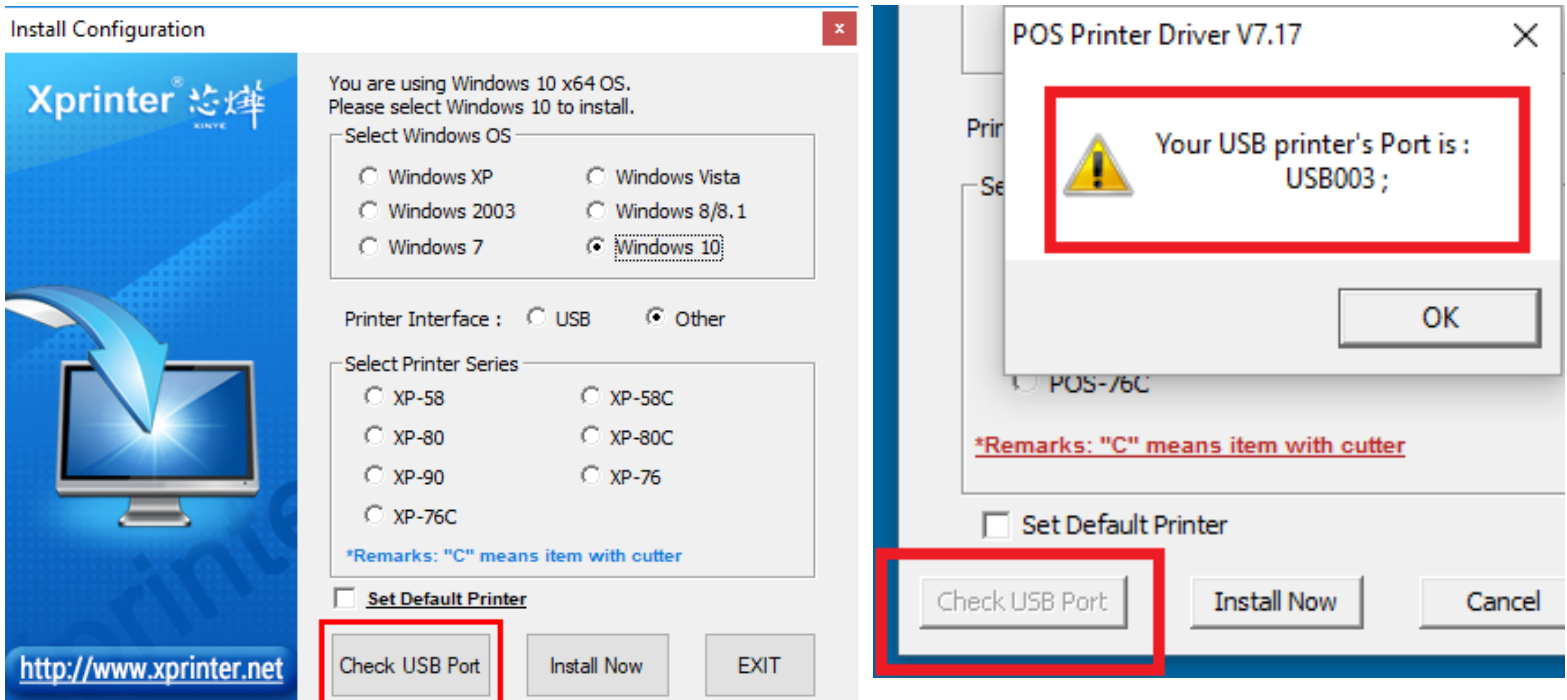 Install Configuration
x
Xprinter® 芯烨
XINYE
You are using Windows 10 x64 OS.
Please select Windows 10 to install.
Select Windows OS
Windows XP
Windows Vista
Windows 2003
Windows 8/8.1
Windows 7
Windows 10
Printer Interface :
USB
Other
Select Printer Series
XP-58
XP-58C
XP-80
XP-80C
XP-90
XP-76
XP-76C
*Remarks: "C" means item with cutter
Set Default Printer
http://www.xprinter.net
Check USB Port
Install Now
EXIT
POS Printer Driver V7.17
Prin
Your USB printer's Port is :
USB003 ;
Se
OK
POS-76C
*Remarks: "C" means item with cutter
Set Default Printer
Check USB Port
Install Now
Cancel